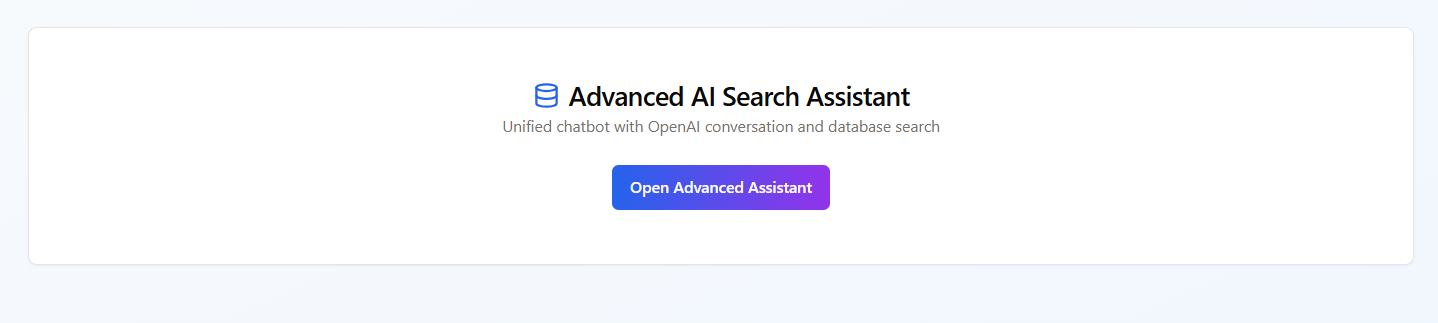 Advanced AI Search Assistant
Unified chatbot with OpenAI conversation and database search
Open Advanced Assistant